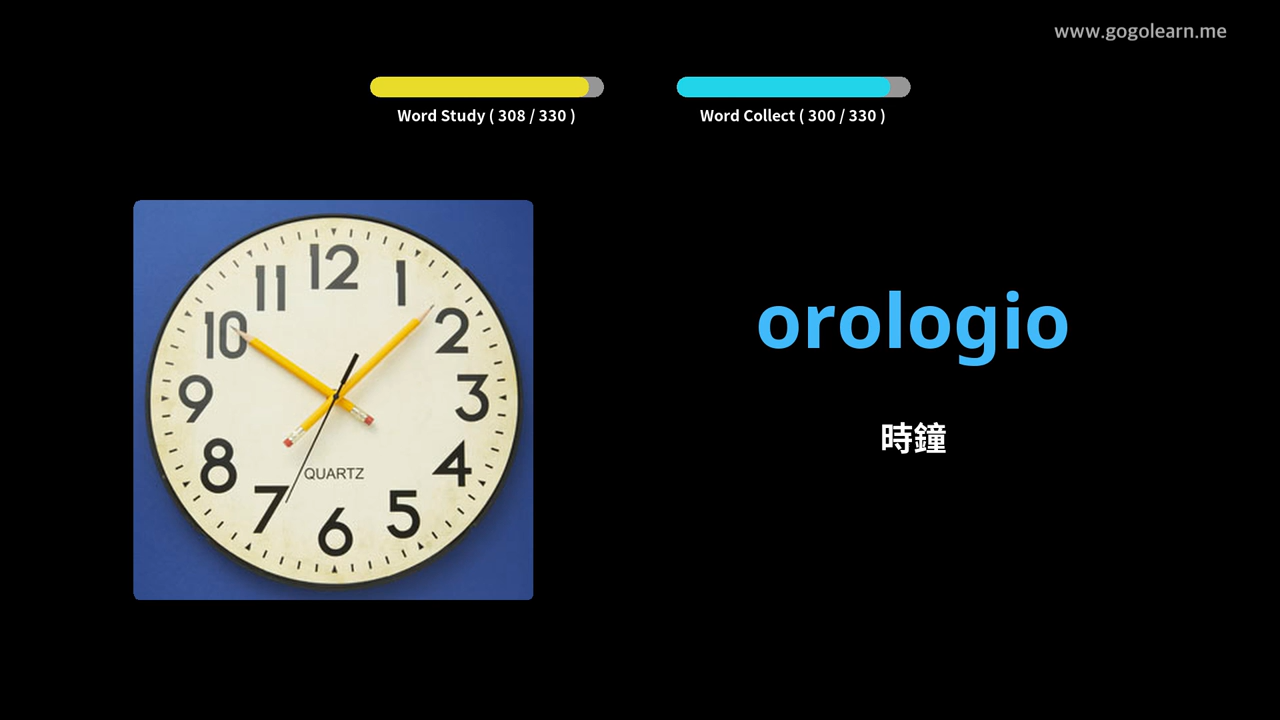 www.gogolearn.me
Word Study ( 308 / 330 )
Word Collect ( 300 / 330 )
12
11
1
10
2
9
3
8
4
7
5
6
QUARTZ
orologio
時鐘